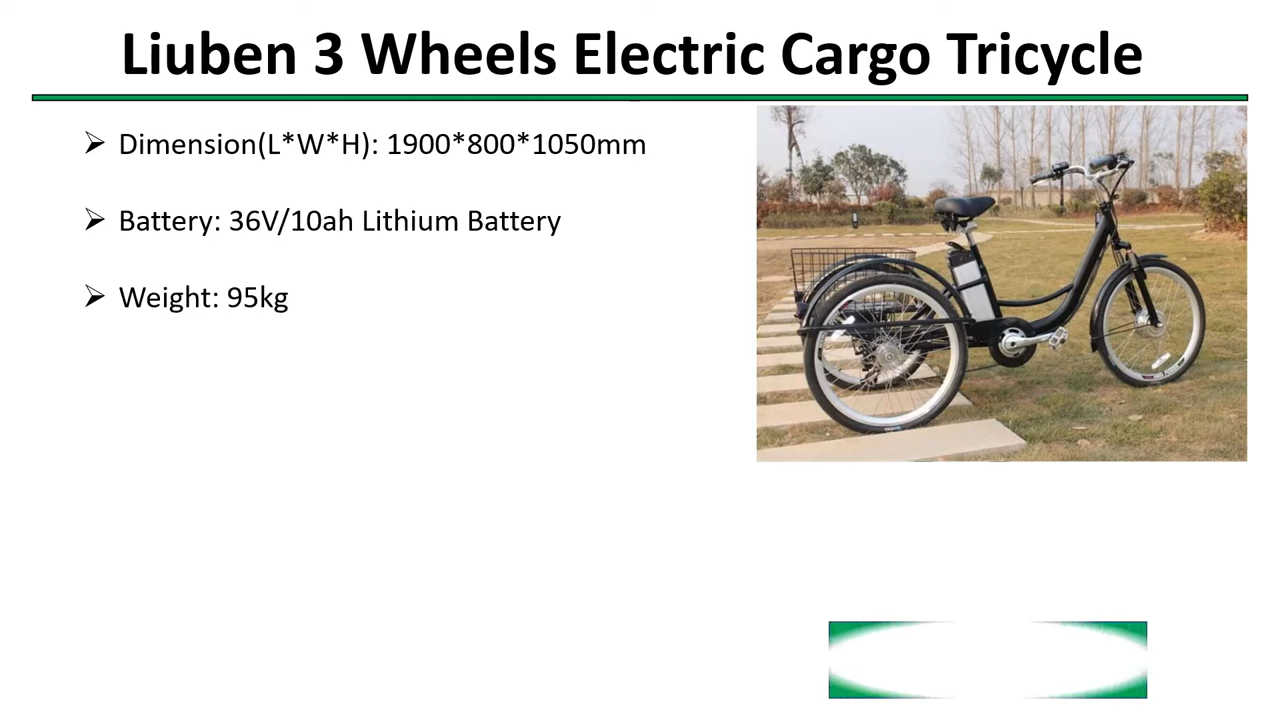 Liuben 3 Wheels Electric Cargo Tricycle
Dimension(L*W*H): 1900*800*1050mm
Battery: 36V/10ah Lithium Battery
Weight: 95kg